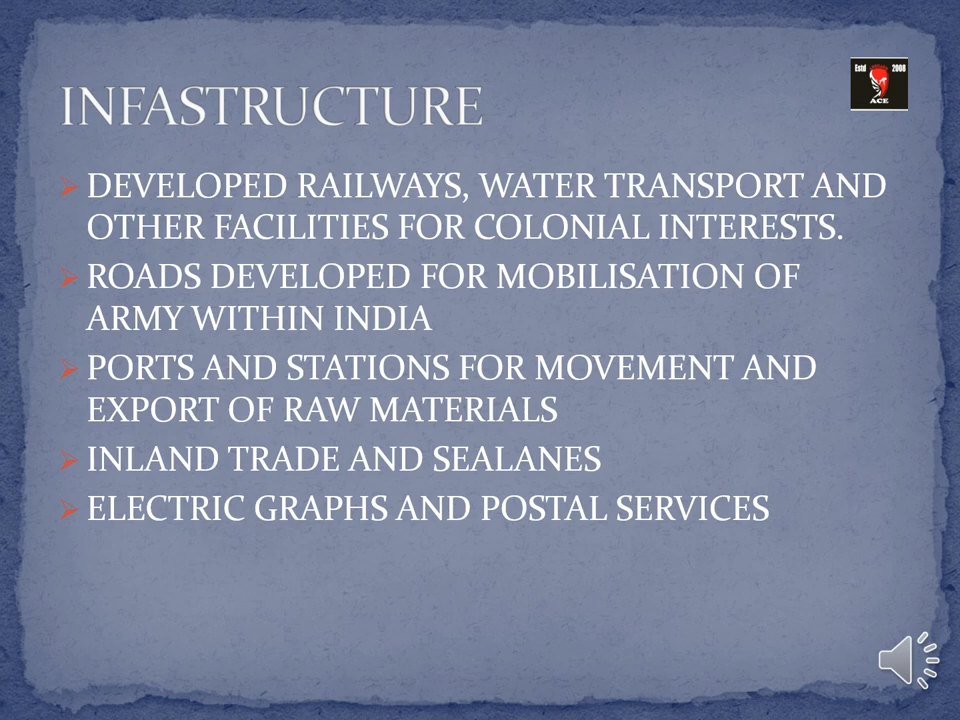 Estd 2008
ACE
INFASTRUCTURE
DEVELOPED RAILWAYS, WATER TRANSPORT AND
OTHER FACILITIES FOR COLONIAL INTERESTS.
ROADS DEVELOPED FOR MOBILISATION OF
ARMY WITHIN INDIA
PORTS AND STATIONS FOR MOVEMENT AND
EXPORT OF RAW MATERIALS
INLAND TRADE AND SEALANES
ELECTRIC GRAPHS AND POSTAL SERVICES